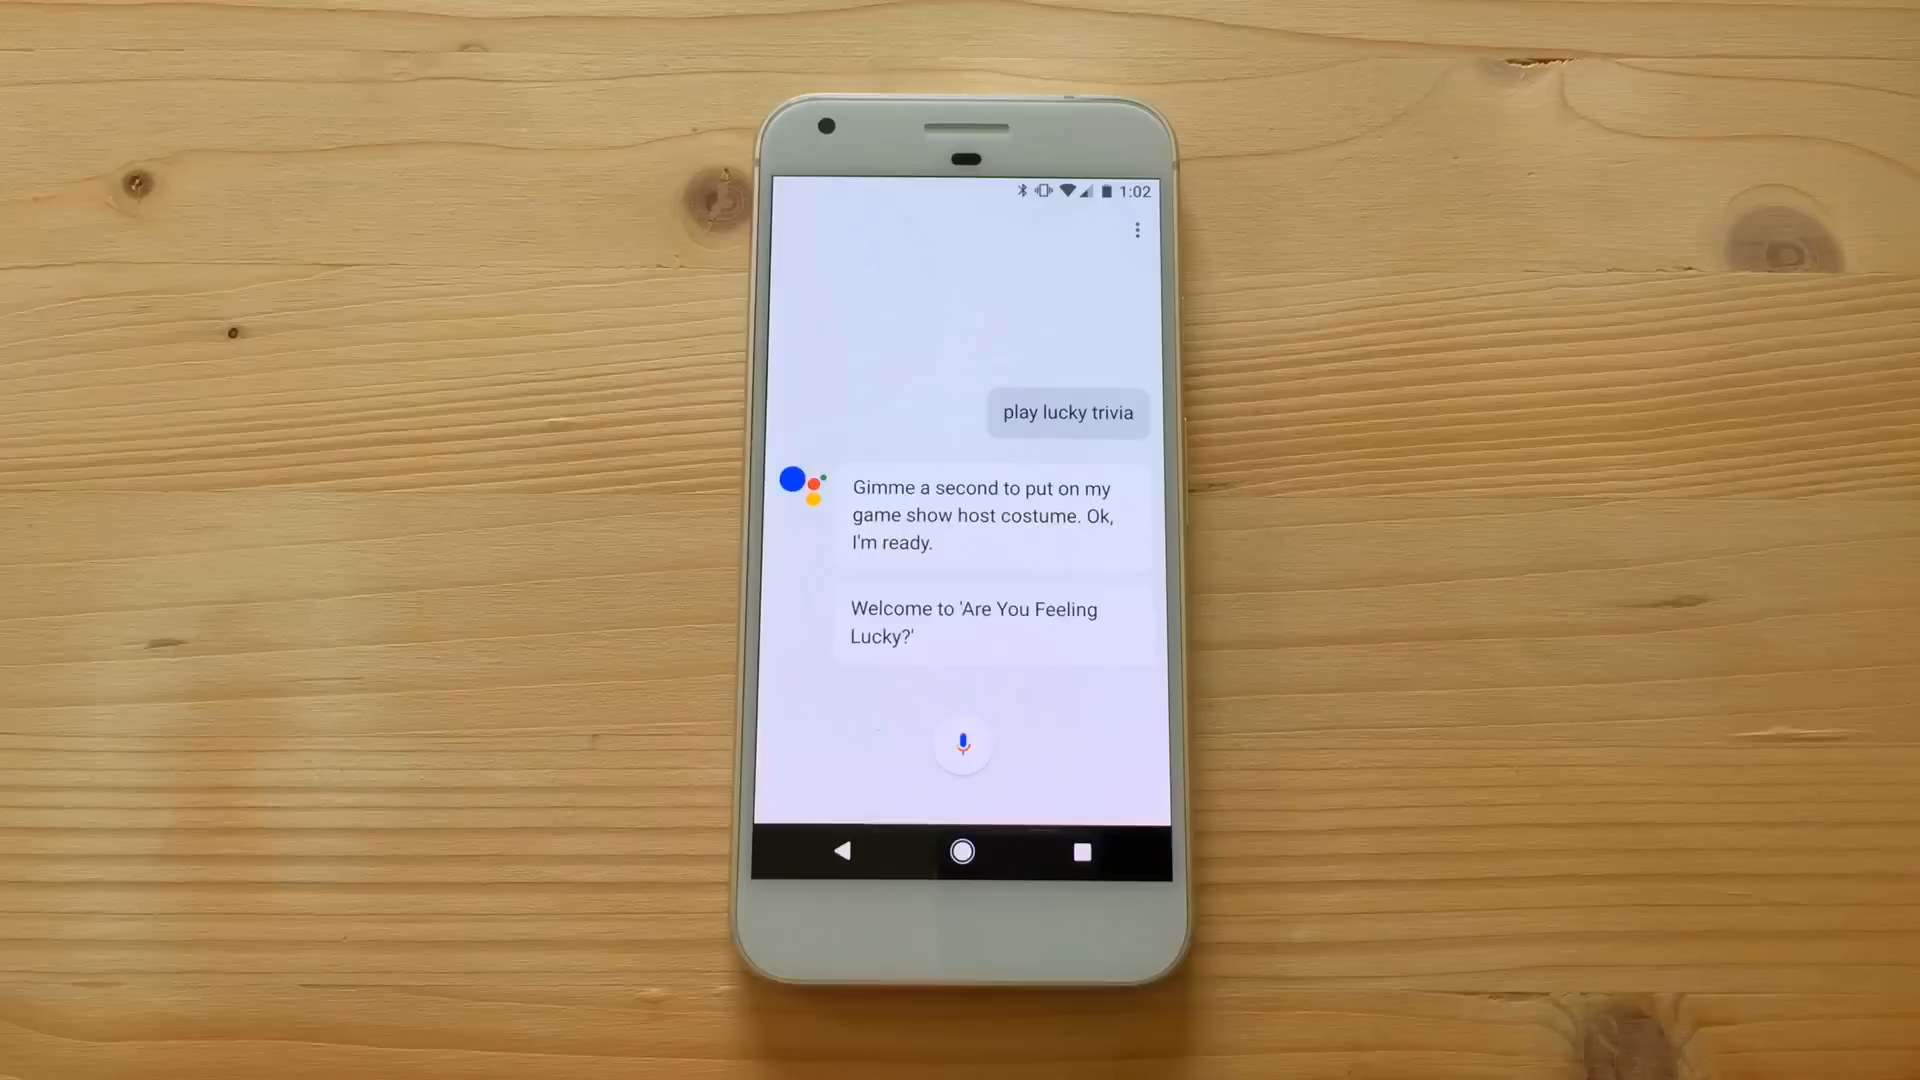 1:02
play lucky trivia
Gimme a second to put on my
game show host costume. Ok,
I'm ready.
Welcome to 'Are You Feeling
Lucky?'